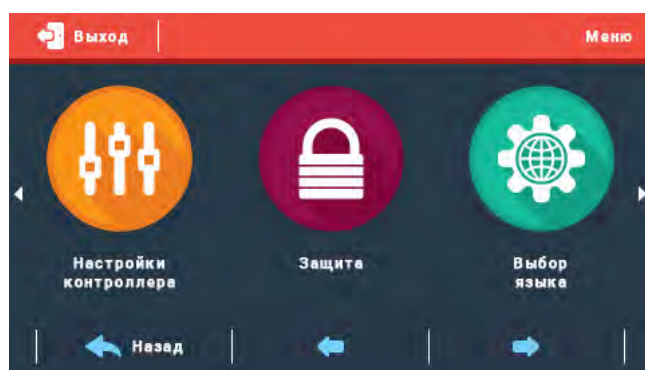 Выход
Меню
Настройки
контроллера
Защита
Выбор
языка
Назад